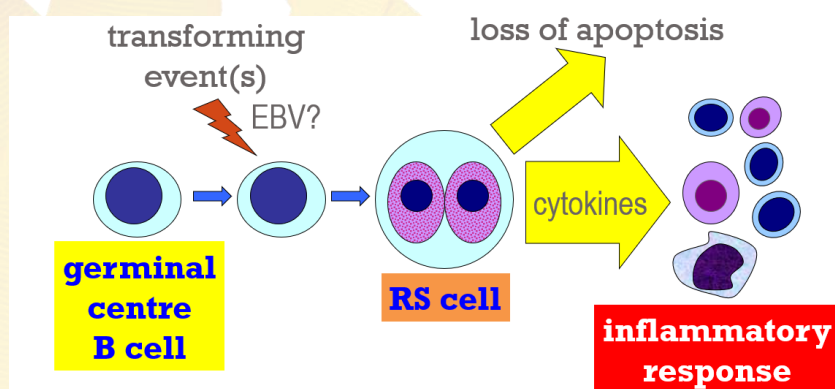 transforming
event(s)
EBV?
loss of apoptosis
cytokines
germinal
centre
B cell
RS cell
inflammatory
response